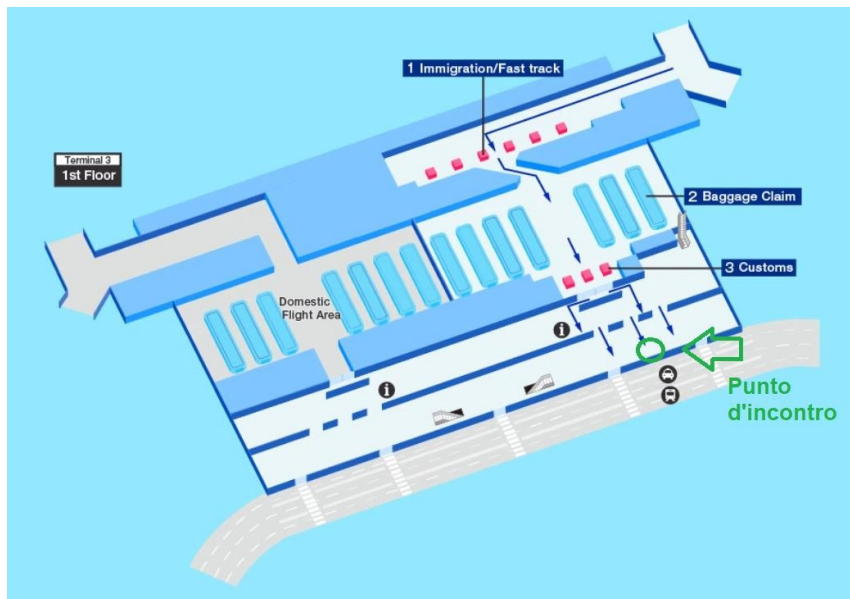 1 Immigration/Fast track
Terminal 3
1st Floor
2 Baggage Claim
3 Customs
Domestic
Flight Area
i
i
Punto
d'incontro